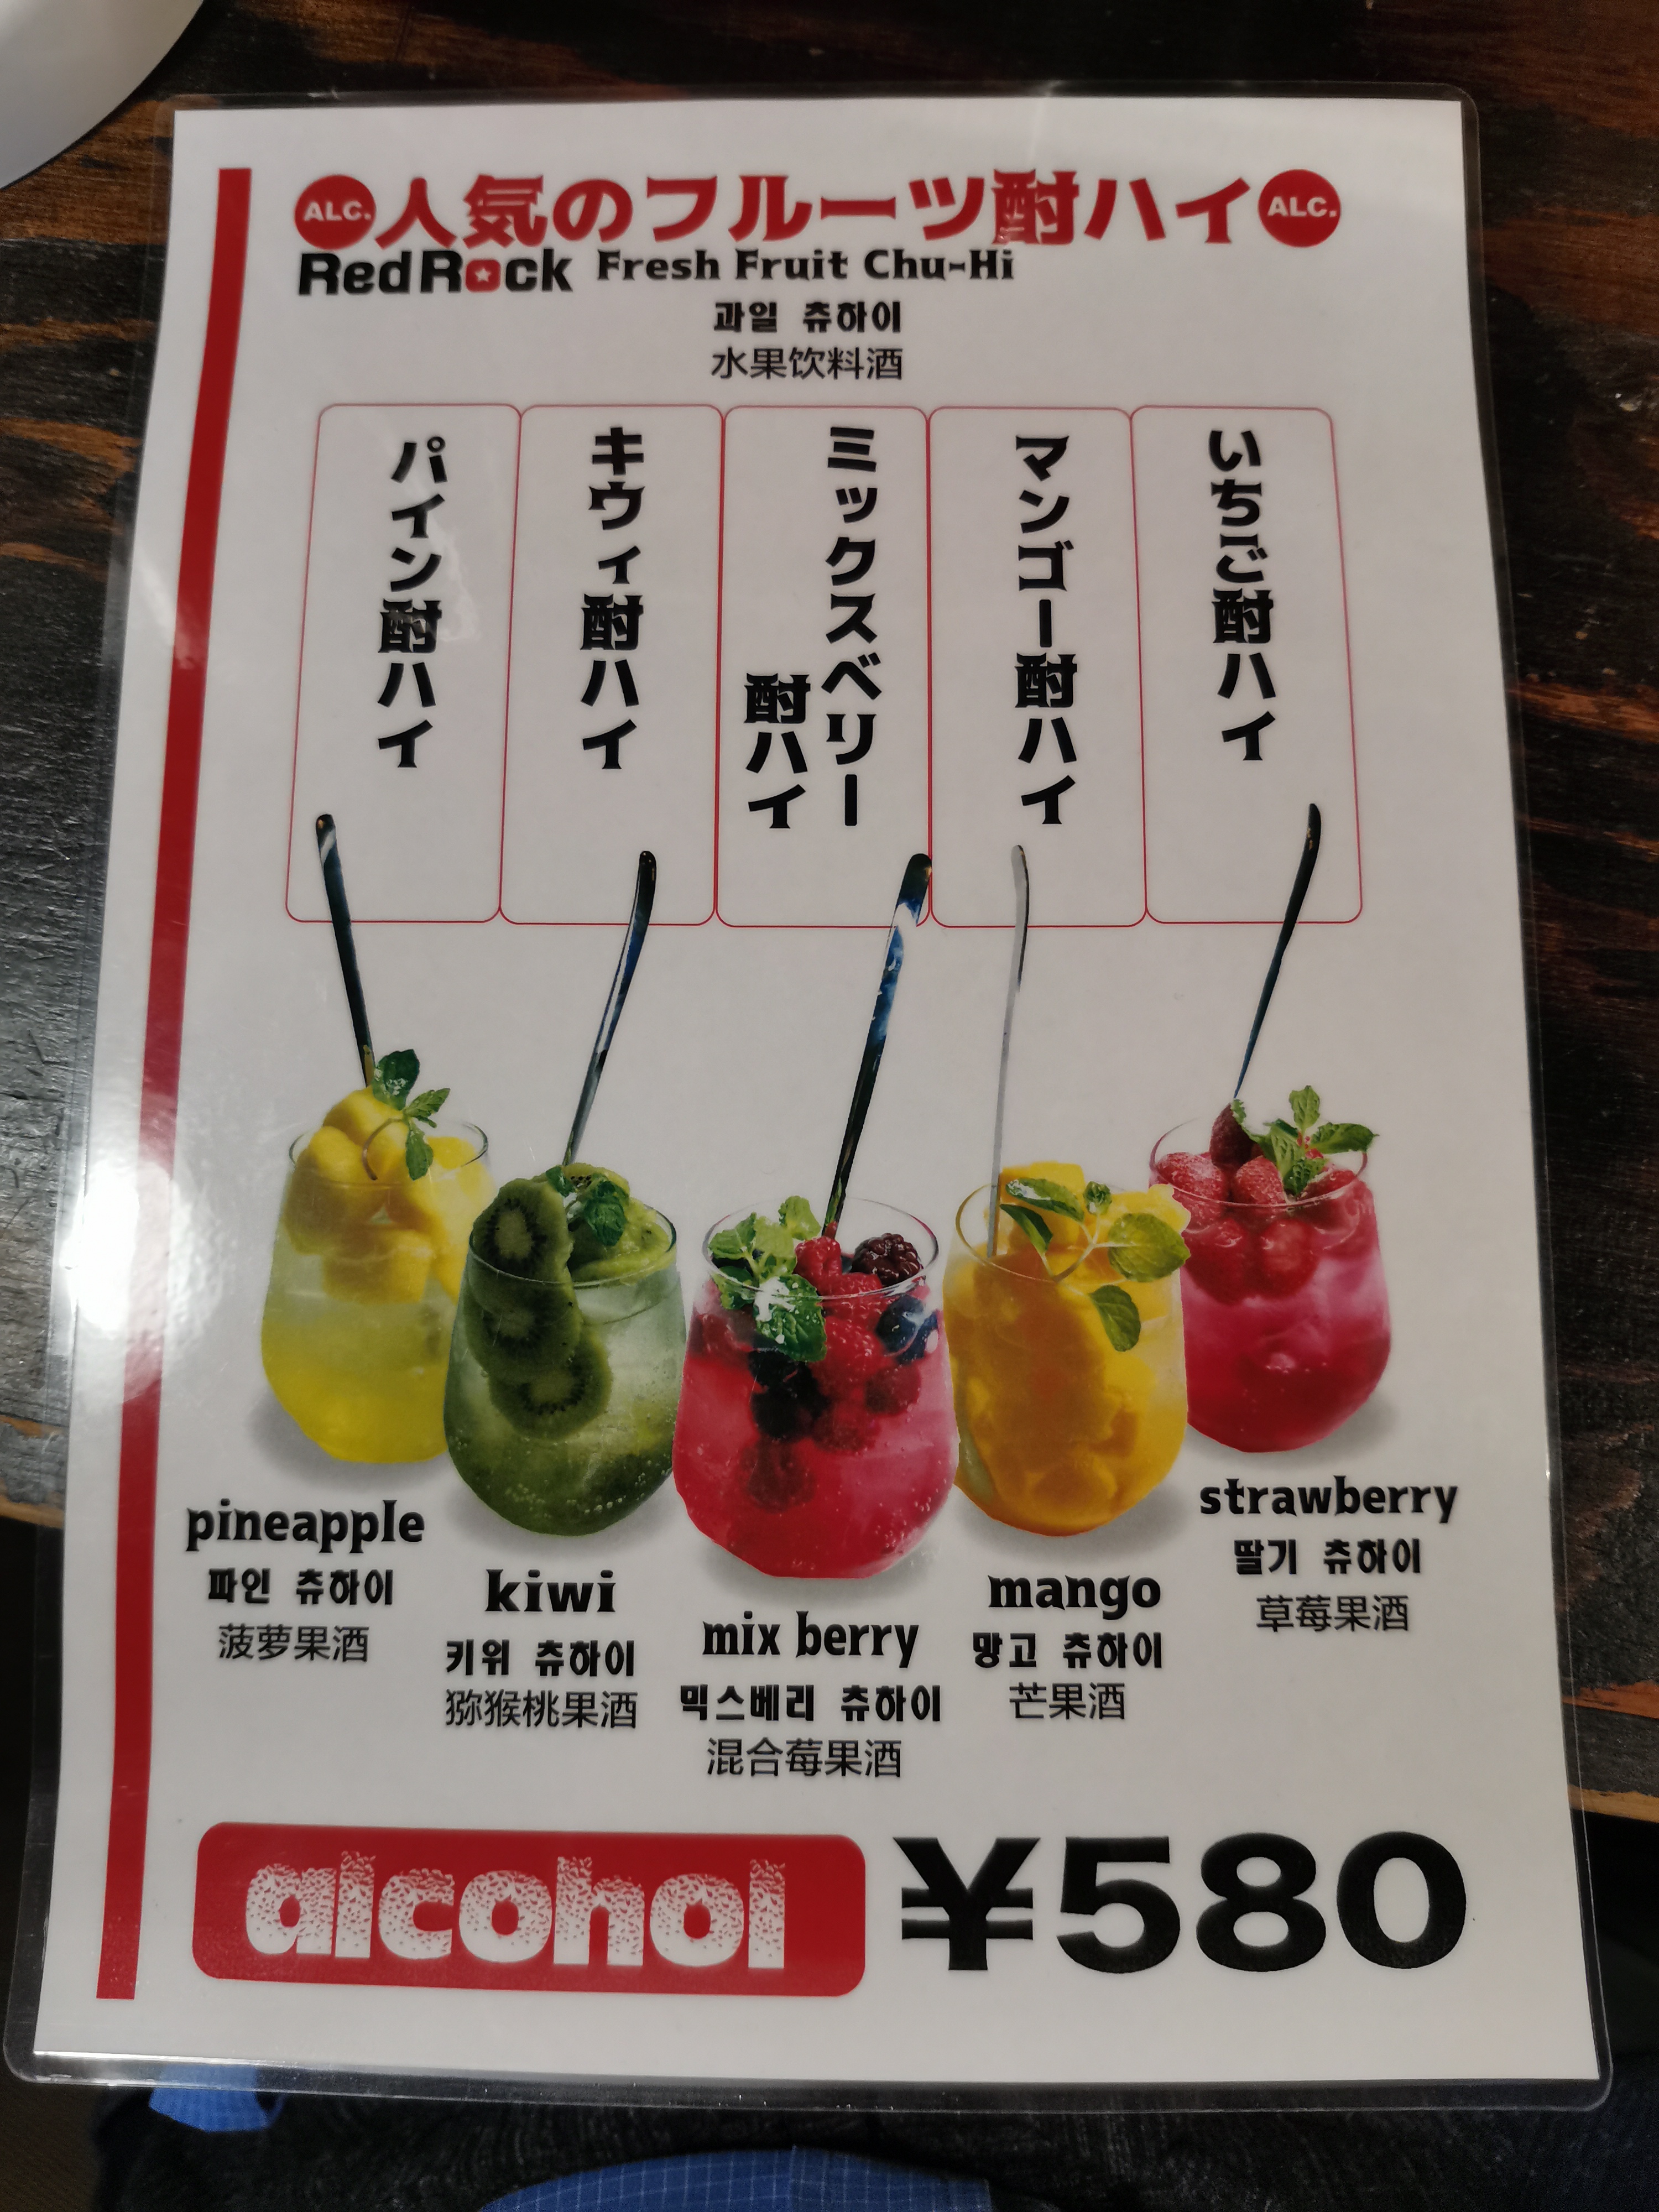 ALC. 人気のフルーツ酎ハイ ALC.
RedRock Fresh Fruit Chu-Hi
과일 츄하이
水果饮料酒
パイン酎ハイ
キウィ酎ハイ
ミックスベリー
酎ハイ
マンゴー酎ハイ
いちご酎ハイ
pineapple
파인 츄하이
菠萝果酒
kiwi
키위 츄하이
猕猴桃果酒
mix berry
믹스베리 츄하이
混合莓果酒
mango
망고 츄하이
芒果酒
strawberry
딸기 츄하이
草莓果酒
alcohol ¥580